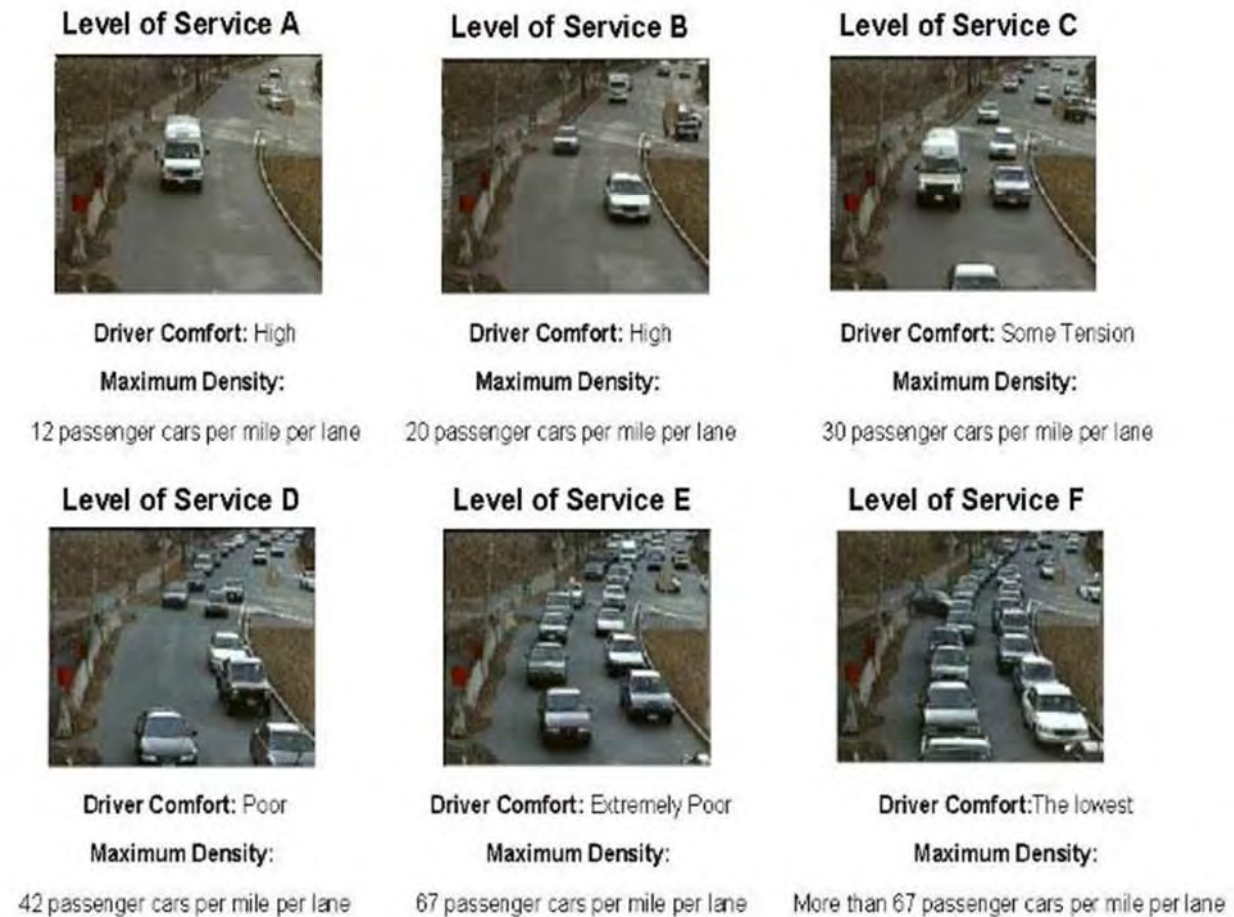 Level of Service A
Level of Service B
Level of Service C
Driver Comfort: High
Driver Comfort: High
Driver Comfort: Some Tension
Maximum Density:
Maximum Density:
Maximum Density:
12 passenger cars per mile per lane
20 passenger cars per mile per lane
30 passenger cars per mile per lane
Level of Service D
Level of Service E
Level of Service F
Driver Comfort: Poor
Driver Comfort: Extremely Poor
Driver Comfort:The lowest
Maximum Density:
Maximum Density:
Maximum Density:
42 passenger cars per mile per lane
67 passenger cars per mile per lane
More than 67 passenger cars per mile per lane